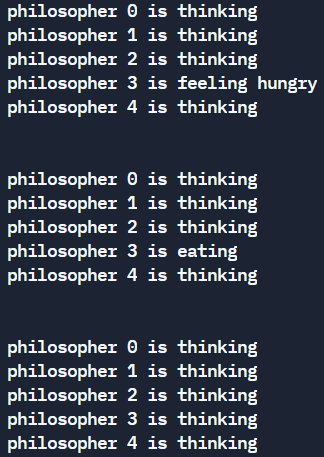 philosopher 0 is thinking
philosopher 1 is thinking
philosopher 2 is thinking
philosopher 3 is feeling hungry
philosopher 4 is thinking
philosopher 0 is thinking
philosopher 1 is thinking
philosopher 2 is thinking
philosopher 3 is eating
philosopher 4 is thinking
philosopher 0 is thinking
philosopher 1 is thinking
philosopher 2 is thinking
philosopher 3 is thinking
philosopher 4 is thinking